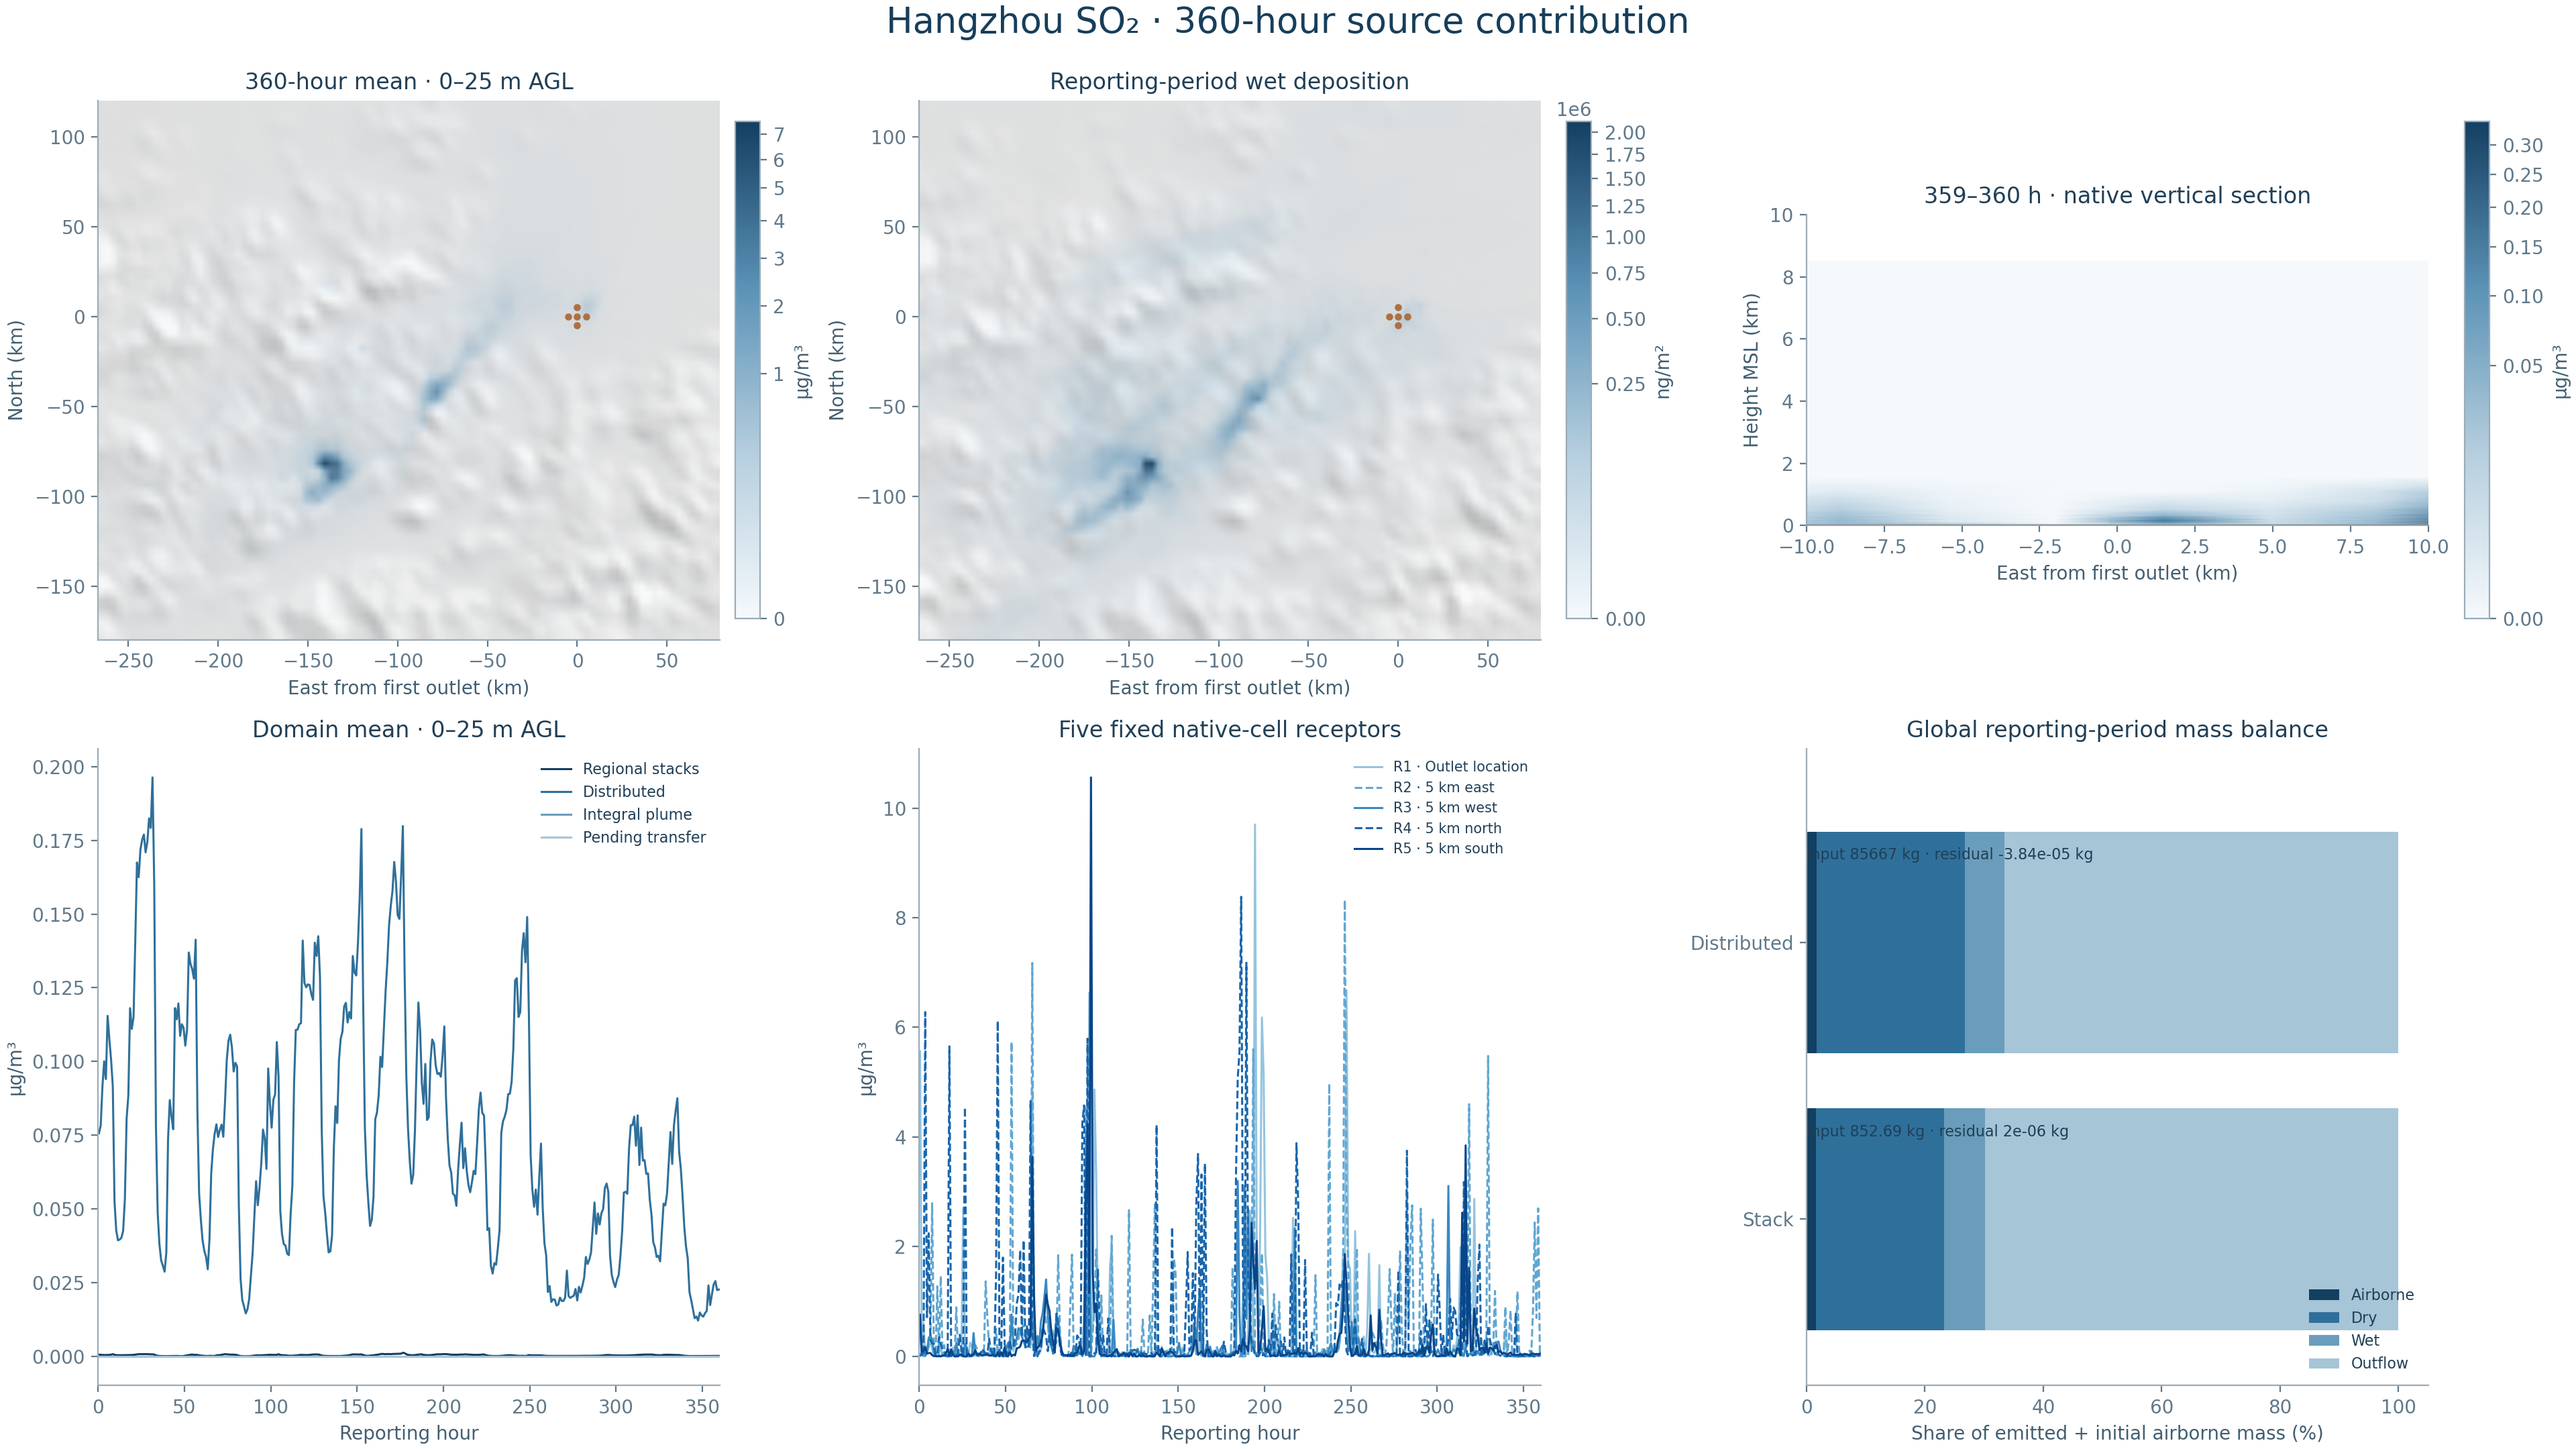 Hangzhou SO₂ · 360-hour source contribution
360-hour mean · 0–25 m AGL
100
50
0
−50
−100
−150
North (km)
−250
−200
−150
−100
−50
0
50
East from first outlet (km)
7
6
5
4
3
2
1
0
µg/m³
Reporting-period wet deposition
100
50
0
−50
−100
−150
North (km)
−250
−200
−150
−100
−50
0
50
East from first outlet (km)
1e6
2.00
1.75
1.50
1.25
1.00
0.75
0.50
0.25
0.00
ng/m²
359–360 h · native vertical section
10
8
6
4
2
0
Height MSL (km)
−10.0
−7.5
−5.0
−2.5
0.0
2.5
5.0
7.5
10.0
East from first outlet (km)
0.30
0.25
0.20
0.15
0.10
0.05
0.00
µg/m³
Domain mean · 0–25 m AGL
0.200
0.175
0.150
0.125
0.100
0.075
0.050
0.025
0.000
µg/m³
Regional stacks
Distributed
Integral plume
Pending transfer
0
50
100
150
200
250
300
350
Reporting hour
Five fixed native-cell receptors
10
8
6
4
2
0
µg/m³
R1 · Outlet location
R2 · 5 km east
R3 · 5 km west
R4 · 5 km north
R5 · 5 km south
0
50
100
150
200
250
300
350
Reporting hour
Global reporting-period mass balance
Distributed
nput 85667 kg · residual -3.84e-05 kg
Stack
nput 852.69 kg · residual 2e-06 kg
Airborne
Dry
Wet
Outflow
0
20
40
60
80
100
Share of emitted + initial airborne mass (%)